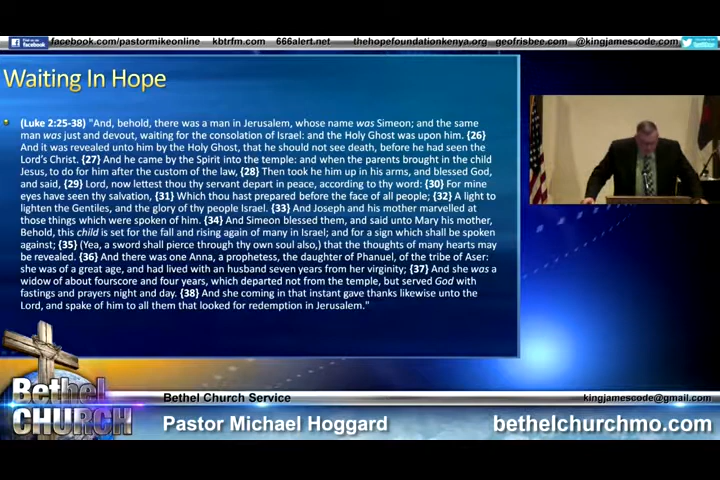 Find us on facebook
facebook.com/pastormikeonline kbtrfm.com 666alert.net thehopefoundationkenya.org geofrisbee.com @kingjamescode.com twitter
Waiting In Hope
(Luke 2:25-38) "And, behold, there was a man in Jerusalem, whose name was Simeon; and the same
man was just and devout, waiting for the consolation of Israel: and the Holy Ghost was upon him. {26}
And it was revealed unto him by the Holy Ghost, that he should not see death, before he had seen the
Lord's Christ. {27} And he came by the Spirit into the temple: and when the parents brought in the child
Jesus, to do for him after the custom of the law, {28} Then took he him up in his arms, and blessed God,
and said, {29} Lord, now lettest thou thy servant depart in peace, according to thy word: {30} For mine
eyes have seen thy salvation, {31} Which thou hast prepared before the face of all people; {32} A light to
lighten the Gentiles, and the glory of thy people Israel. {33} And Joseph and his mother marvelled at
those things which were spoken of him. {34} And Simeon blessed them, and said unto Mary his mother,
Behold, this child is set for the fall and rising again of many in Israel; and for a sign which shall be spoken
against; {35} (Yea, a sword shall pierce through thy own soul also,) that the thoughts of many hearts may
be revealed. {36} And there was one Anna, a prophetess, the daughter of Phanuel, of the tribe of Aser:
she was of a great age, and had lived with an husband seven years from her virginity; {37} And she was a
widow of about fourscore and four years, which departed not from the temple, but served God with
fastings and prayers night and day. {38} And she coming in that instant gave thanks likewise unto the
Lord, and spake of him to all them that looked for redemption in Jerusalem."
Bethel
CHURCH
Bethel Church Service
kingjamescode@gmail.com
Pastor Michael Hoggard
bethelchurchmo.com